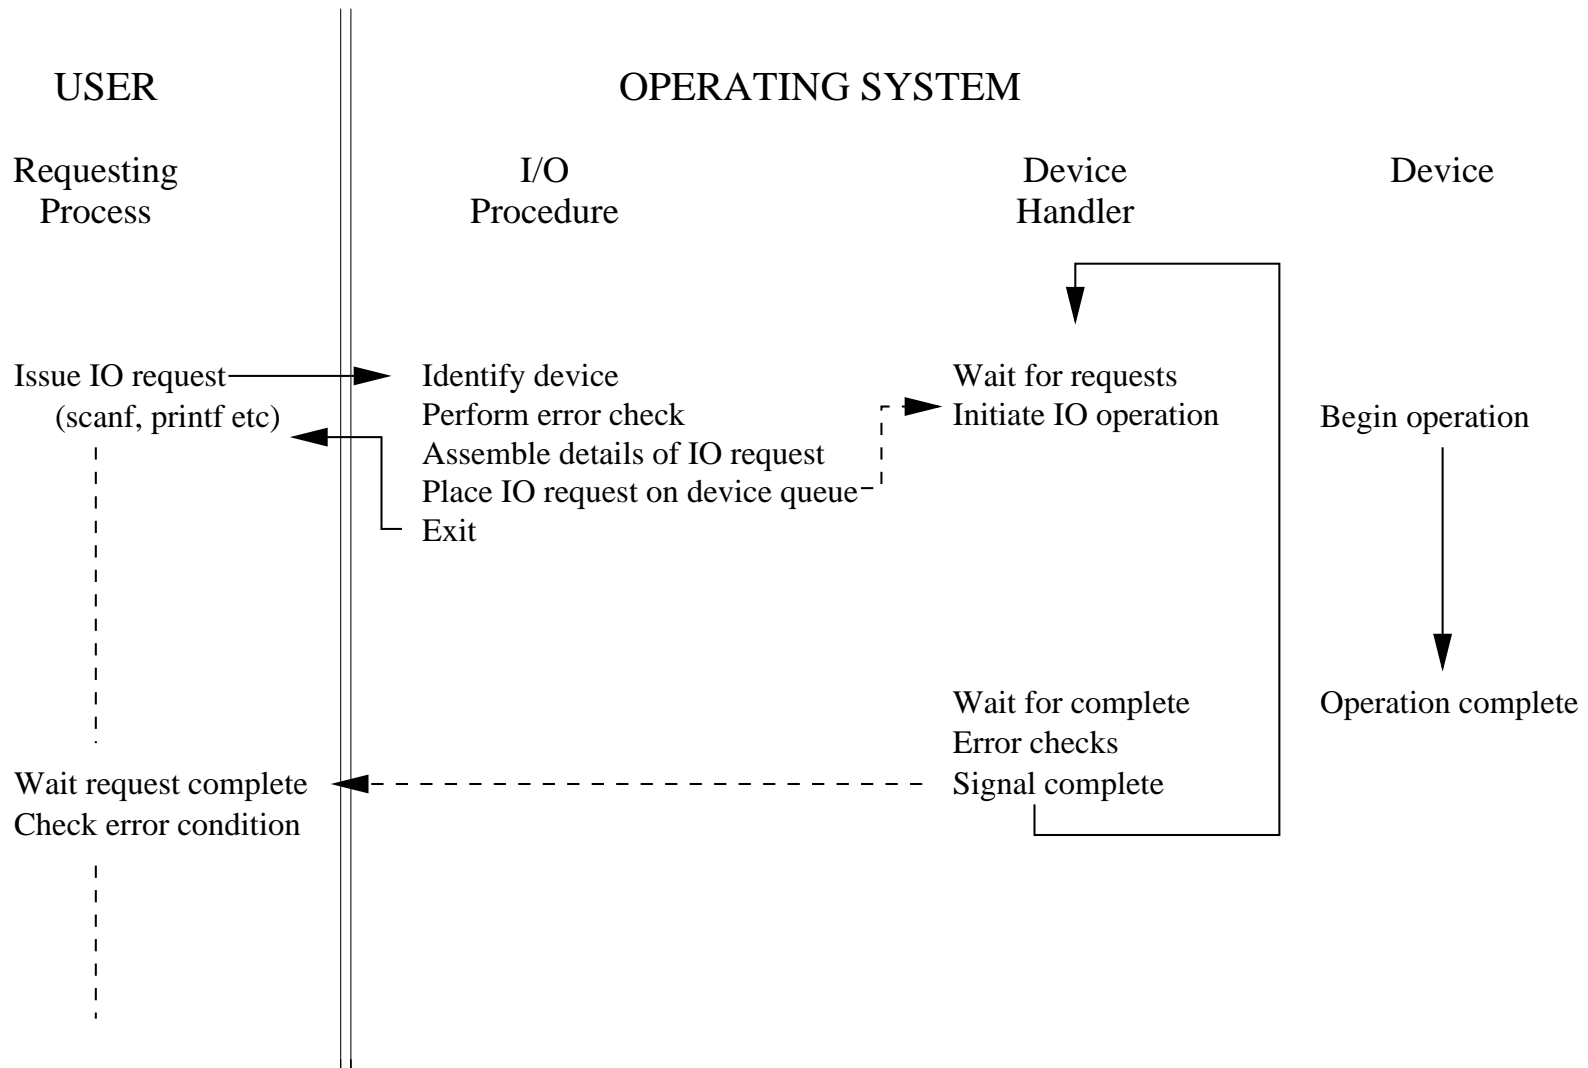 USER
OPERATING SYSTEM
Requesting
Process
I/O
Procedure
Device
Handler
Device
Issue IO request
(scanf, printf etc)
Identify device
Perform error check
Assemble details of IO request
Place IO request on device queue
Exit
Wait for requests
Initiate IO operation
Begin operation
Wait for complete
Error checks
Signal complete
Operation complete
Wait request complete
Check error condition